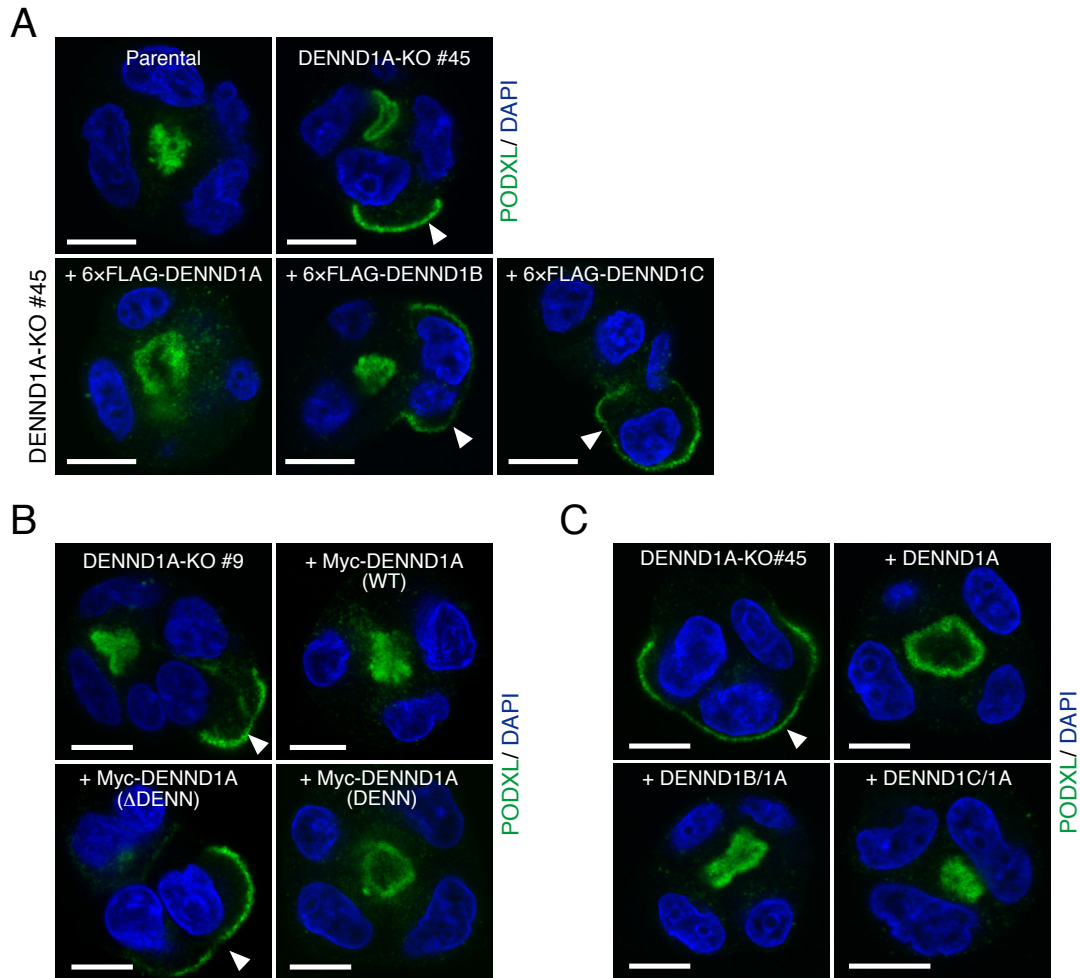 A
Parental
DENND1A-KO #45
PODXL/ DAPI
DENND1A-KO #45
+ 6×FLAG-DENND1A
+ 6×FLAG-DENND1B
+ 6×FLAG-DENND1C
B
DENND1A-KO #9
+ Myc-DENND1A
(WT)
+ Myc-DENND1A
(ΔDENN)
+ Myc-DENND1A
(DENN)
PODXL/ DAPI
C
DENND1A-KO#45
+ DENND1A
+ DENND1B/1A
+ DENND1C/1A
PODXL/ DAPI